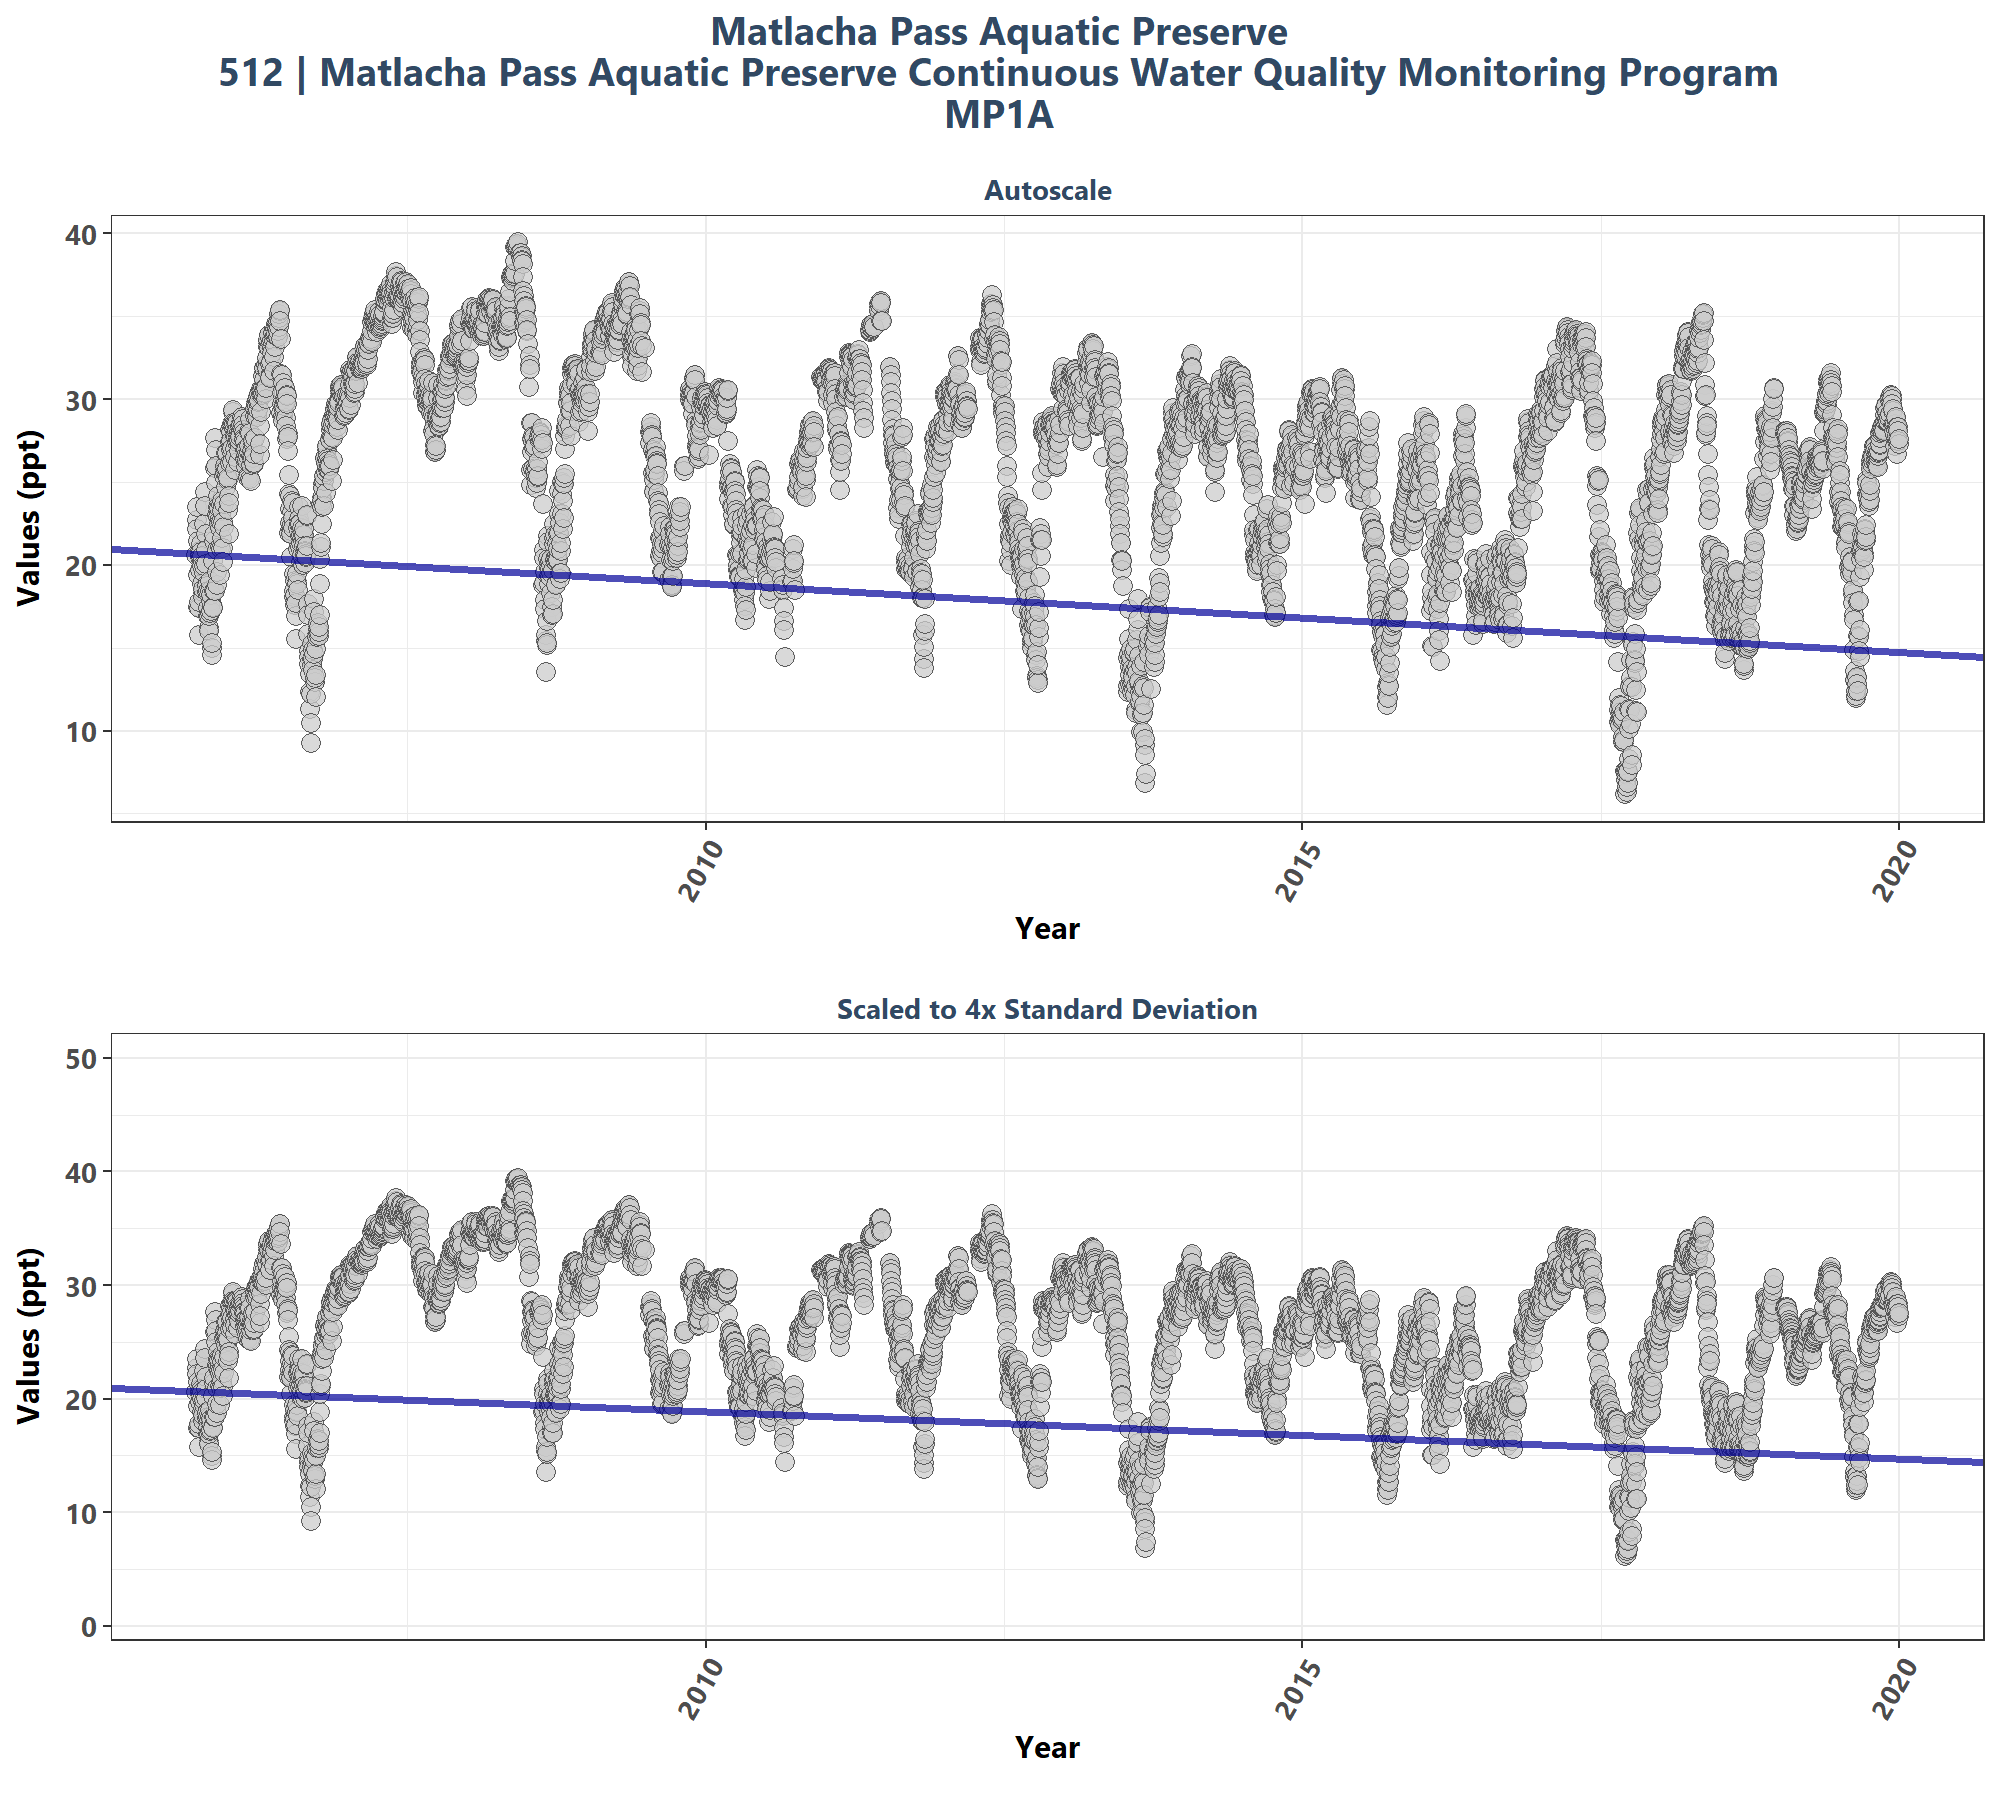 Matlacha Pass Aquatic Preserve
512 | Matlacha Pass Aquatic Preserve Continuous Water Quality Monitoring Program
MP1A
Autoscale
Values (ppt)
40
30
20
10
2010
2015
2020
Year
Scaled to 4x Standard Deviation
Values (ppt)
50
40
30
20
10
0
2010
2015
2020
Year